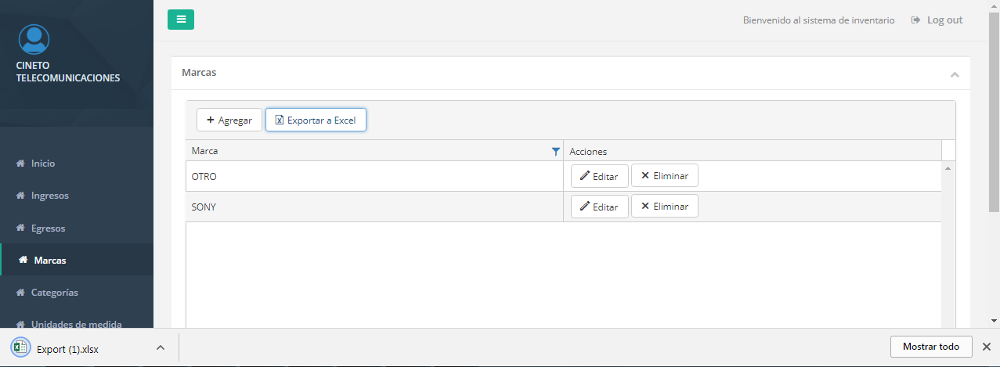 Bienvenido al sistema de inventario
Log out
CINETO
TELECOMUNICACIONES
Inicio
Ingresos
Egresos
Marcas
Categorías
Unidades de medida
Marcas
Agregar
Exportar a Excel
Marca
Acciones
OTRO
Editar
Eliminar
SONY
Editar
Eliminar
Export (1).xlsx
Mostrar todo